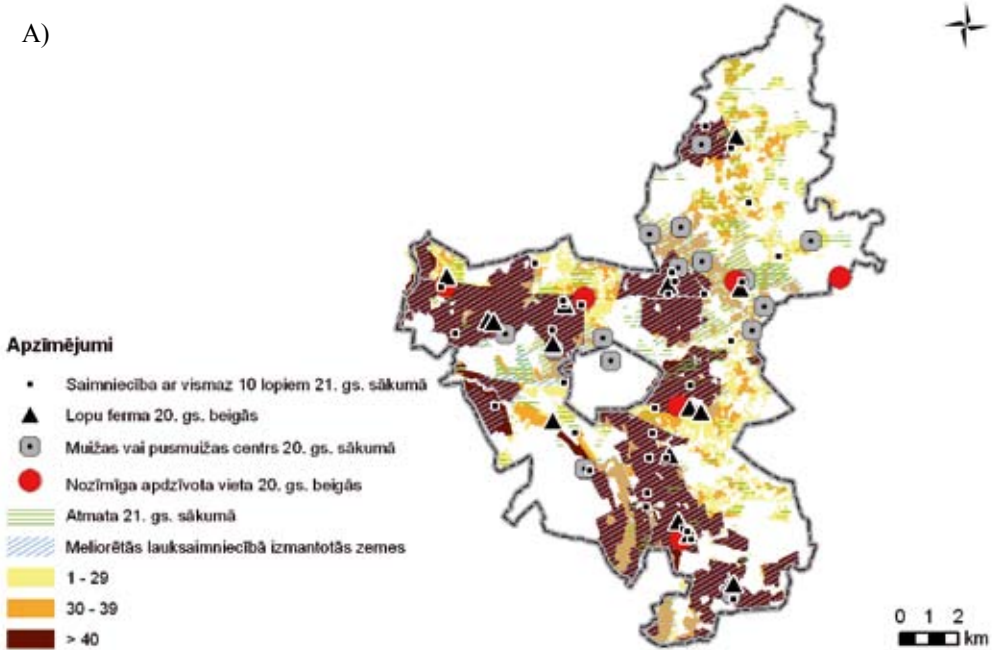 A)
Apzīmējumi
Saimniecība ar vismaz 10 lopiem 21. gs. sākumā
Lopu ferma 20. gs. beigās
Muižas vai pusmuižas centrs 20. gs. sākumā
Nozīmīga apdzīvota vieta 20. gs. beigās
Atmata 21. gs. sākumā
Meliorētās lauksaimniecībā izmantotās zemes
1 - 29
30 - 39
> 40
0 1 2
km